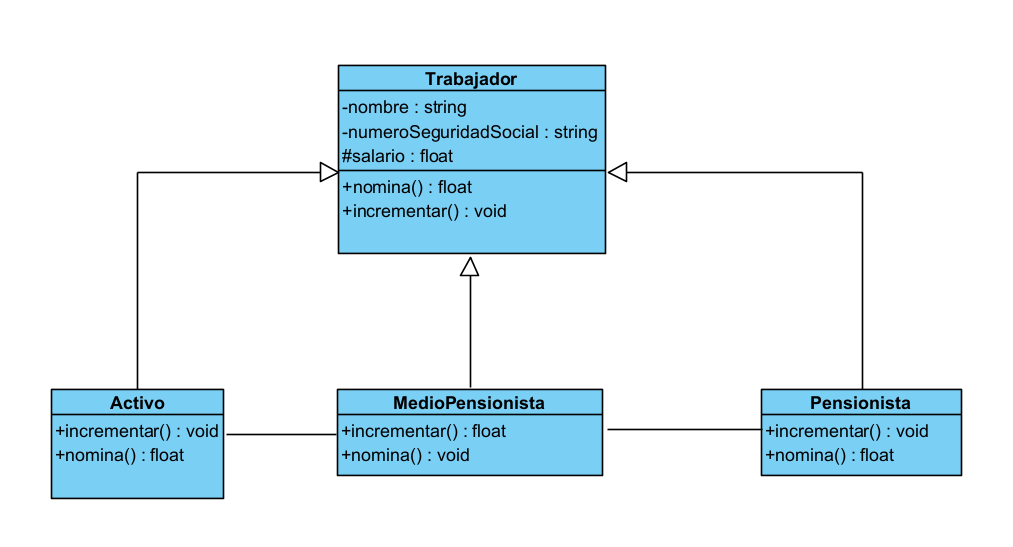 Trabajador
-nombre : string
-numeroSeguridadSocial : string
#salario : float
+nomina() : float
+incrementar() : void
Activo
+incrementar() : void
+nomina() : float
MedioPensionista
+incrementar() : float
+nomina() : void
Pensionista
+incrementar() : void
+nomina() : float